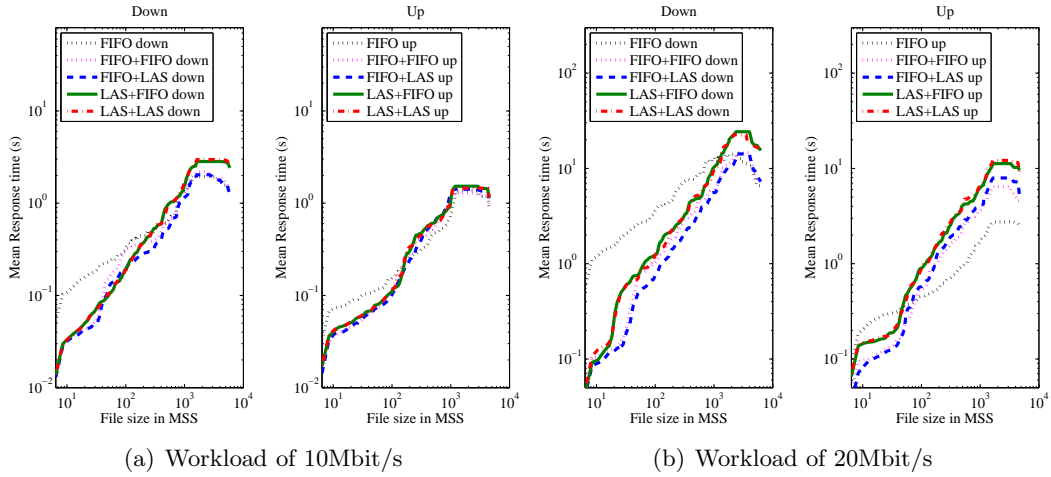 Down
Up
Down
Up
Mean Response time (s)
10^1
10^0
10^-1
10^-2
FIFO down
FIFO+FIFO down
FIFO+LAS down
LAS+FIFO down
LAS+LAS down
10^1 10^2 10^3 10^4
File size in MSS
Mean Response time (s)
10^1
10^0
10^-1
10^-2
FIFO up
FIFO+FIFO up
FIFO+LAS up
LAS+FIFO up
LAS+LAS up
10^1 10^2 10^3 10^4
File size in MSS
Mean Response time (s)
10^2
10^1
10^0
10^-1
FIFO down
FIFO+FIFO down
FIFO+LAS down
LAS+FIFO up
LAS+LAS down
10^1 10^2 10^3 10^4
File size in MSS
Mean Response time (s)
10^2
10^1
10^0
10^-1
FIFO up
FIFO+FIFO up
FIFO+LAS up
LAS+FIFO up
LAS+LAS up
10^1 10^2 10^3 10^4
File size in MSS
(a) Workload of 10Mbit/s
(b) Workload of 20Mbit/s